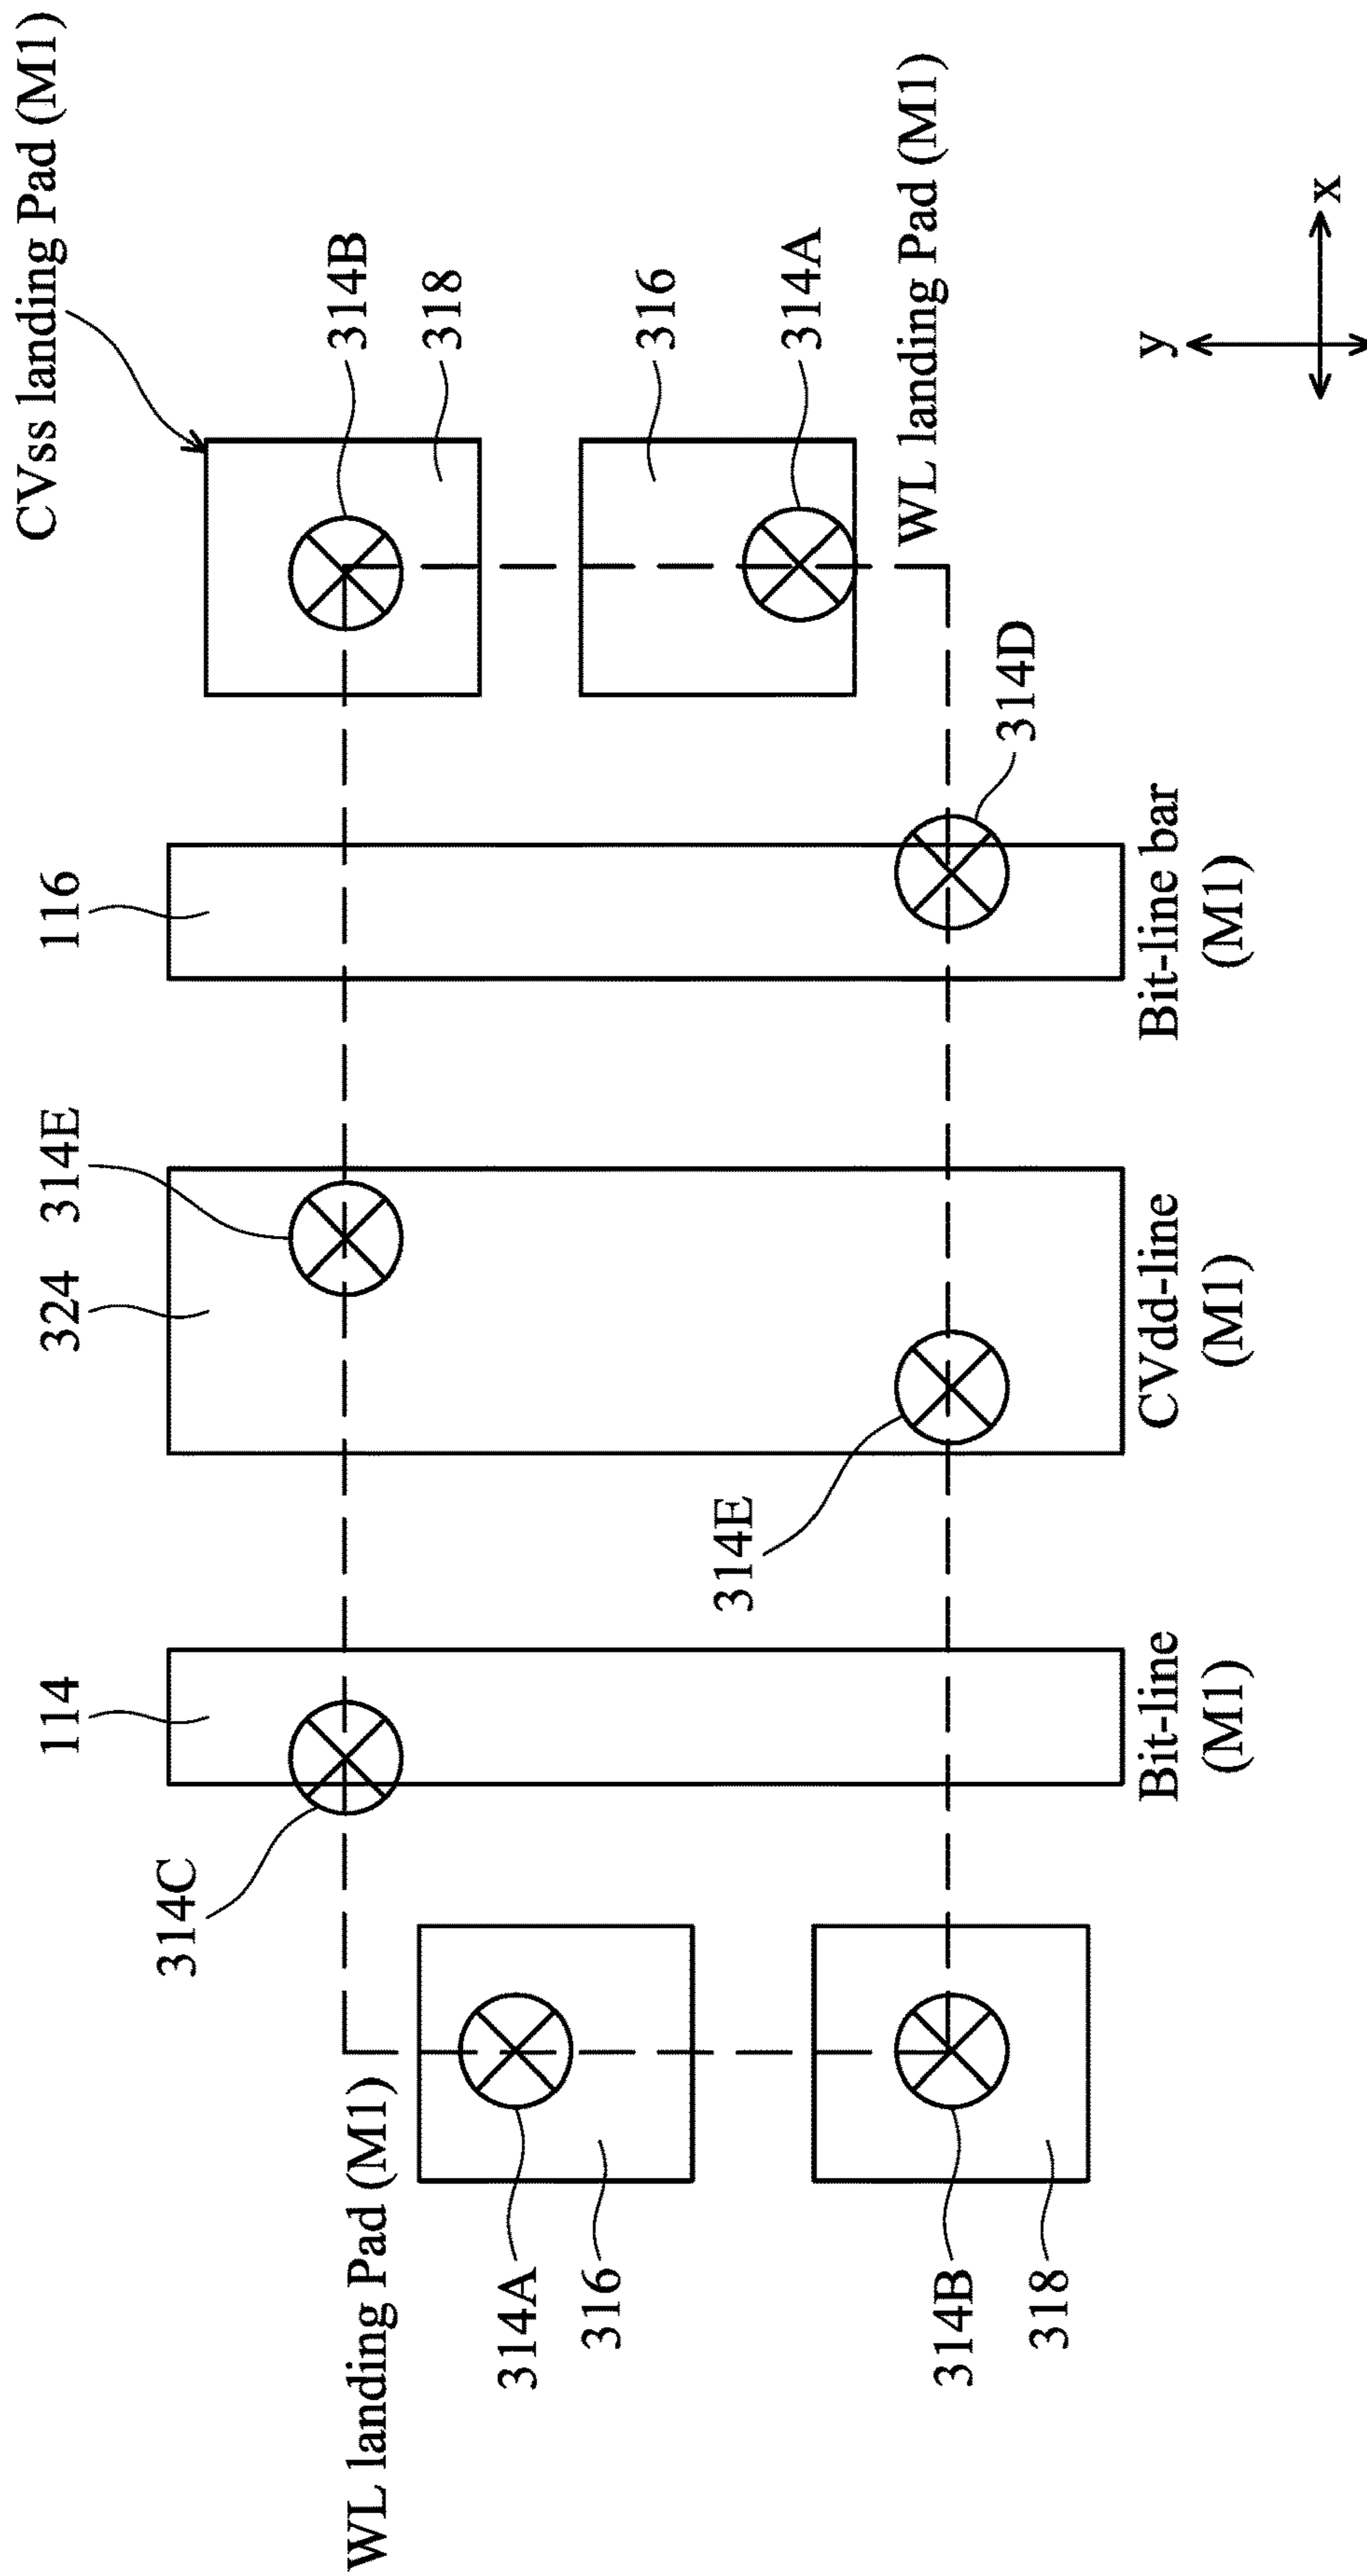 CVss landing Pad (M1)
114
324
314E
116
314C
WL landing Pad (M1)
314B
318
314A
316
316
314E
314A
WL landing Pad (M1)
314B
314D
318
Bit-line
(M1)
CVdd-line
(M1)
Bit-line bar
(M1)
y
x